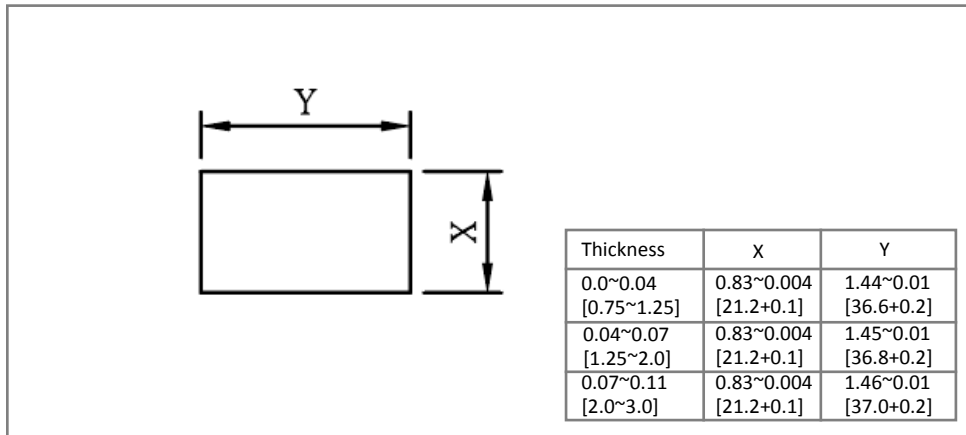 Y
X
Thickness X Y
0.0~0.04 0.83~0.004 1.44~0.01
[0.75~1.25] [21.2+0.1] [36.6+0.2]
0.04~0.07 0.83~0.004 1.45~0.01
[1.25~2.0] [21.2+0.1] [36.8+0.2]
0.07~0.11 0.83~0.004 1.46~0.01
[2.0~3.0] [21.2+0.1] [37.0+0.2]